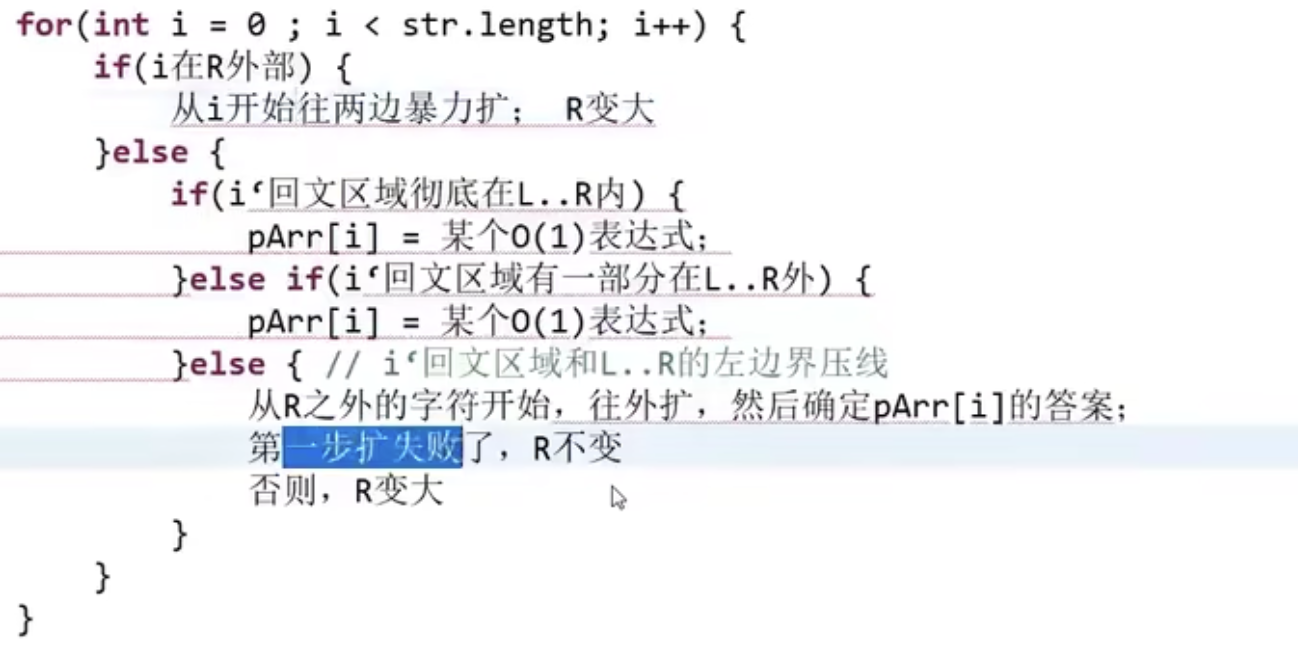 for(int i = 0 ; i < str.length; i++) {
if(i在R外部) {
从i开始往两边暴力扩; R变大
}else {
if(i‘回文区域彻底在L..R内) {
pArr[i] = 某个O(1)表达式;
}else if(i‘回文区域有一部分在L..R外) {
pArr[i] = 某个O(1)表达式;
}else { // i‘回文区域和L..R的左边界压线
从R之外的字符开始, 往外扩, 然后确定pArr[i]的答案;
第一步扩失败了, R不变
否则, R变大
}
}
}